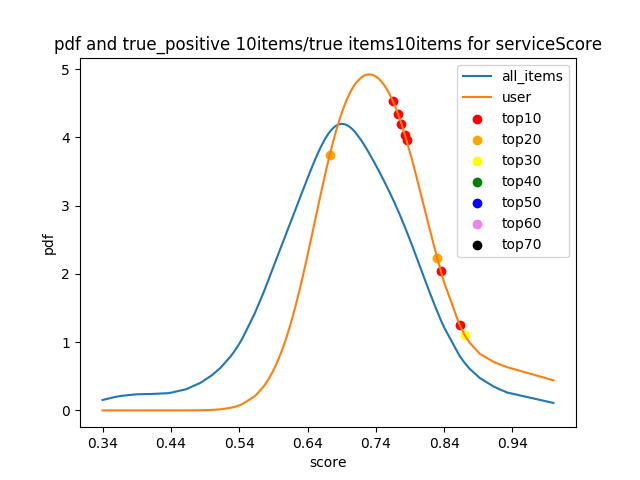 pdf and true_positive 10items/true items10items for serviceScore
5
4
3
2
1
0
pdf
0.34
0.44
0.54
0.64
0.74
0.84
0.94
score
all_items
user
top10
top20
top30
top40
top50
top60
top70